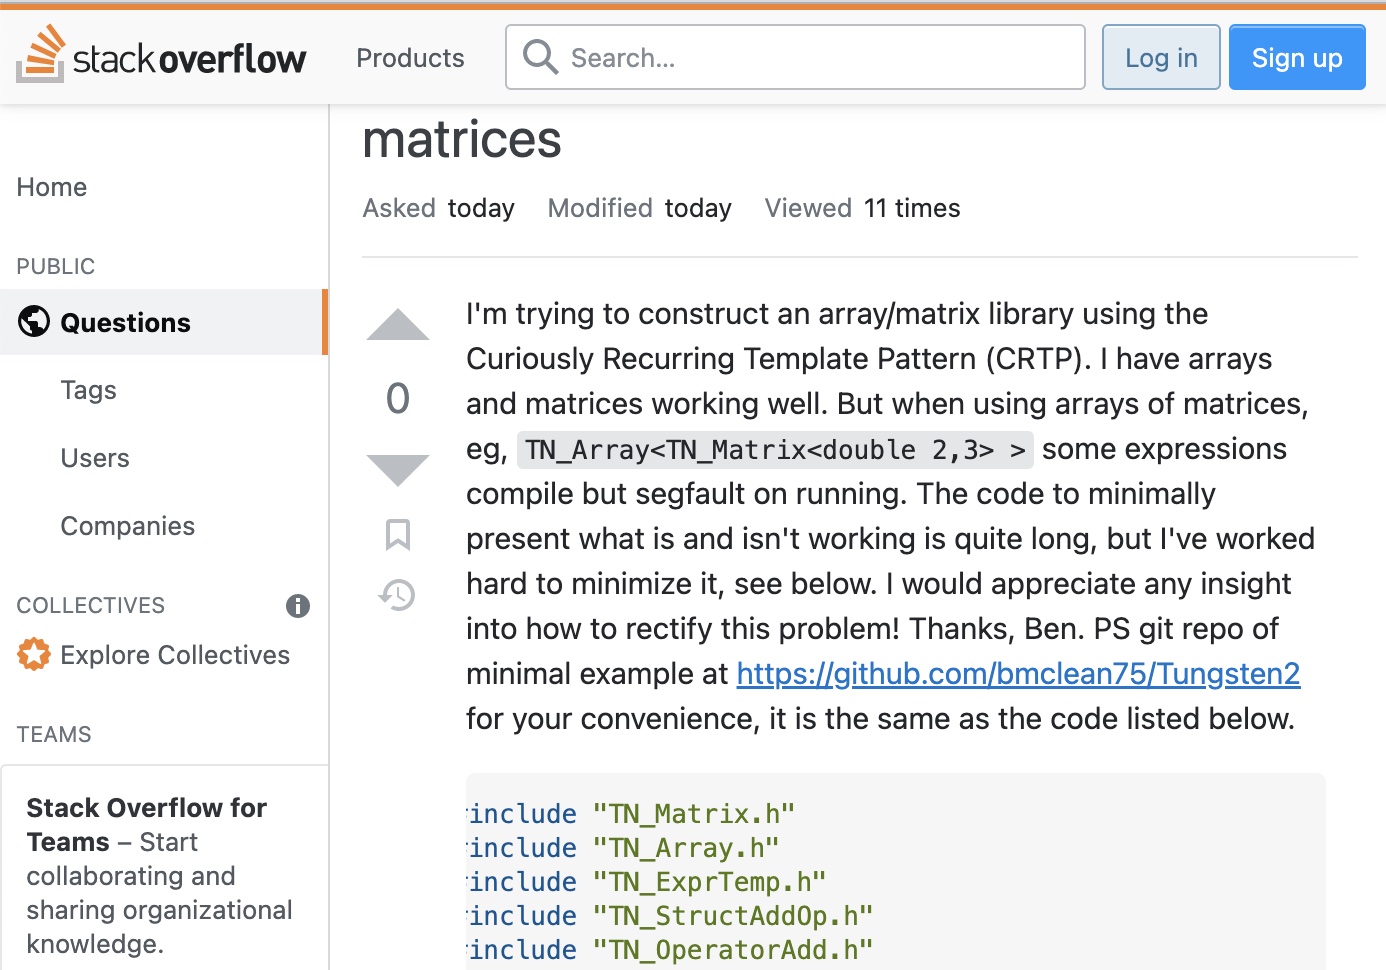 stackoverflow
Products
Search...
Log in
Sign up
Home
PUBLIC
Questions
Tags
Users
Companies
COLLECTIVES
Explore Collectives
TEAMS
Stack Overflow for
Teams – Start
collaborating and
sharing organizational
knowledge.
matrices
Asked today Modified today Viewed 11 times
0
I'm trying to construct an array/matrix library using the
Curiously Recurring Template Pattern (CRTP). I have arrays
and matrices working well. But when using arrays of matrices,
eg, TN_Array<TN_Matrix<double 2,3> > some expressions
compile but segfault on running. The code to minimally
present what is and isn't working is quite long, but I've worked
hard to minimize it, see below. I would appreciate any insight
into how to rectify this problem! Thanks, Ben. PS git repo of
minimal example at https://github.com/bmclean75/Tungsten2
for your convenience, it is the same as the code listed below.
include "TN_Matrix.h"
include "TN_Array.h"
include "TN_ExprTemp.h"
include "TN_StructAddOp.h"
include "TN_OperatorAdd.h"